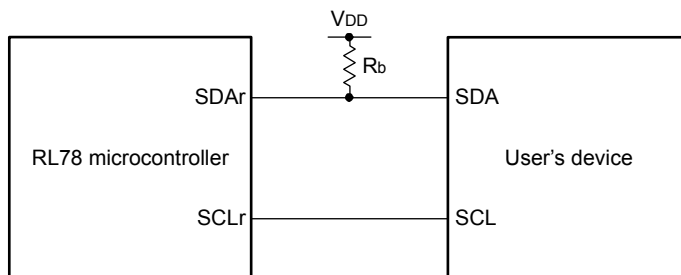 VDD
Rb
SDAr SDA
RL78 microcontroller User's device
SCLr SCL